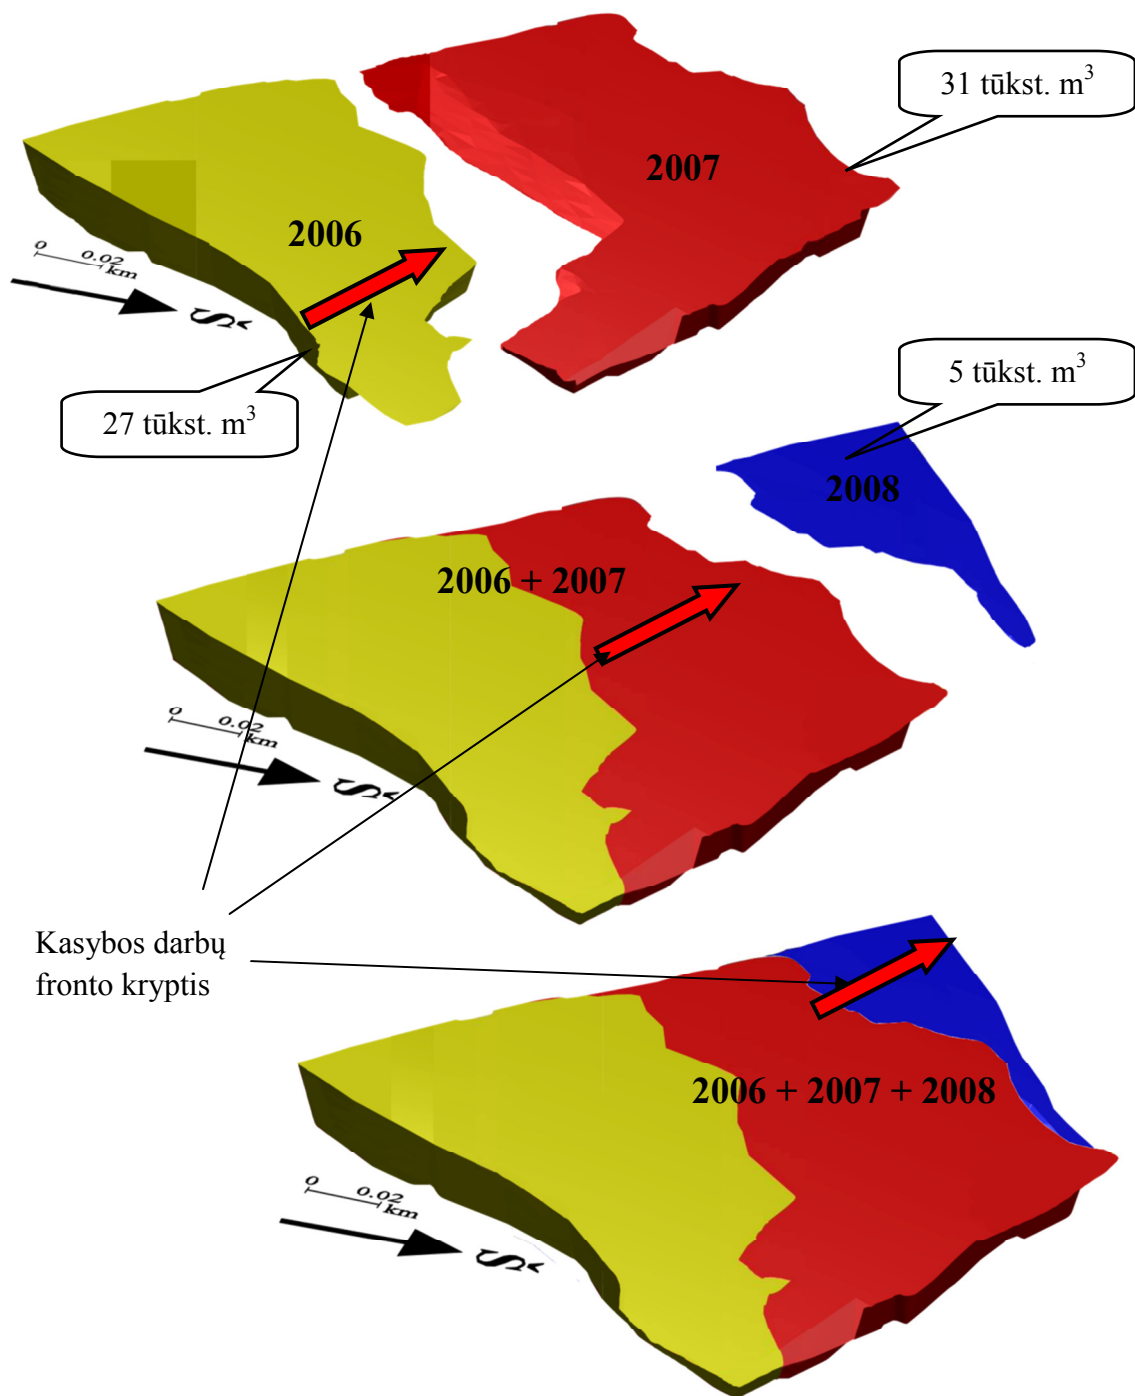 31 tūkst. m³
2007
2006
0 0.02
km
Š
27 tūkst. m³
5 tūkst. m³
2008
2006 + 2007
0 0.02
km
Š
Kasybos darbų
fronto kryptis
2006 + 2007 + 2008
0 0.02
km
Š